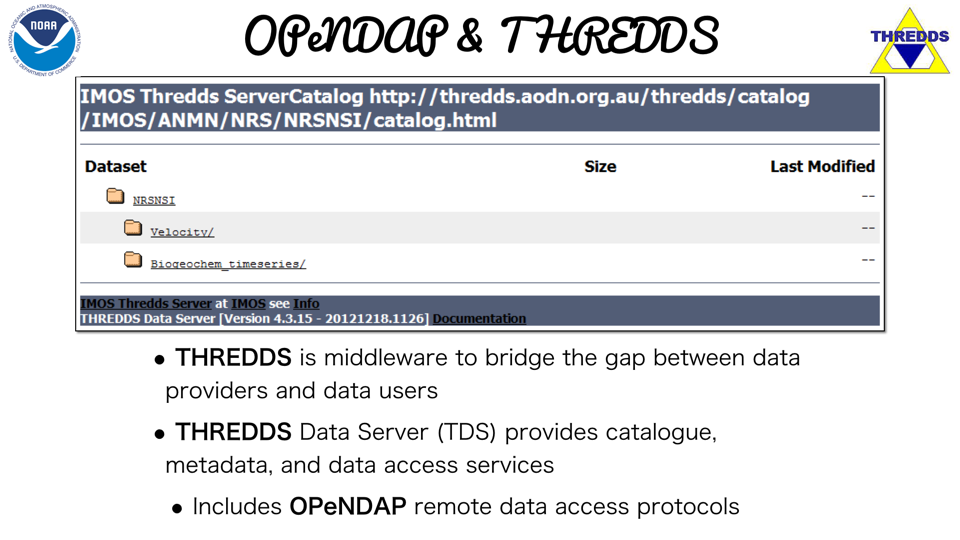 OPeNDAP & THREDDS
NOAA
NATIONAL OCEANIC AND ATMOSPHERIC ADMINISTRATION
U.S. DEPARTMENT OF COMMERCE
THREDDS
IMOS Thredds ServerCatalog http://thredds.aodn.org.au/thredds/catalog
/IMOS/ANMN/NRS/NRSNSI/catalog.html
Dataset Size Last Modified
NRSNSI --
Velocity/ --
Biogeochem_timeseries/ --
IMOS Thredds Server at IMOS see Info
THREDDS Data Server [Version 4.3.15 - 20121218.1126] Documentation
• THREDDS is middleware to bridge the gap between data
providers and data users
• THREDDS Data Server (TDS) provides catalogue,
metadata, and data access services
• Includes OPeNDAP remote data access protocols